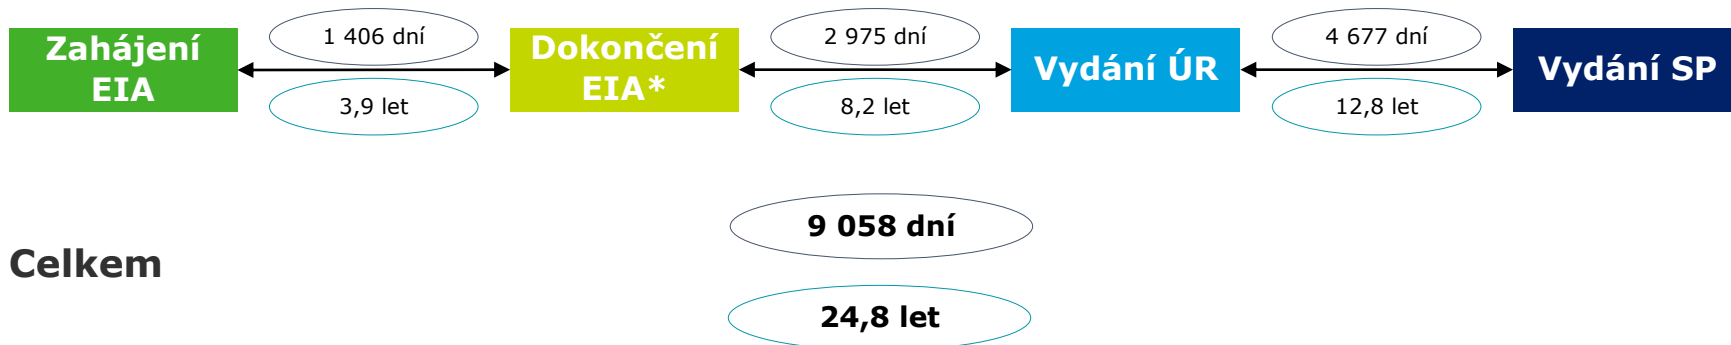 Zahájení
EIA
1 406 dní
3,9 let
Dokončení
EIA*
2 975 dní
8,2 let
Vydání ÚR
4 677 dní
12,8 let
Vydání SP
Celkem
9 058 dní
24,8 let